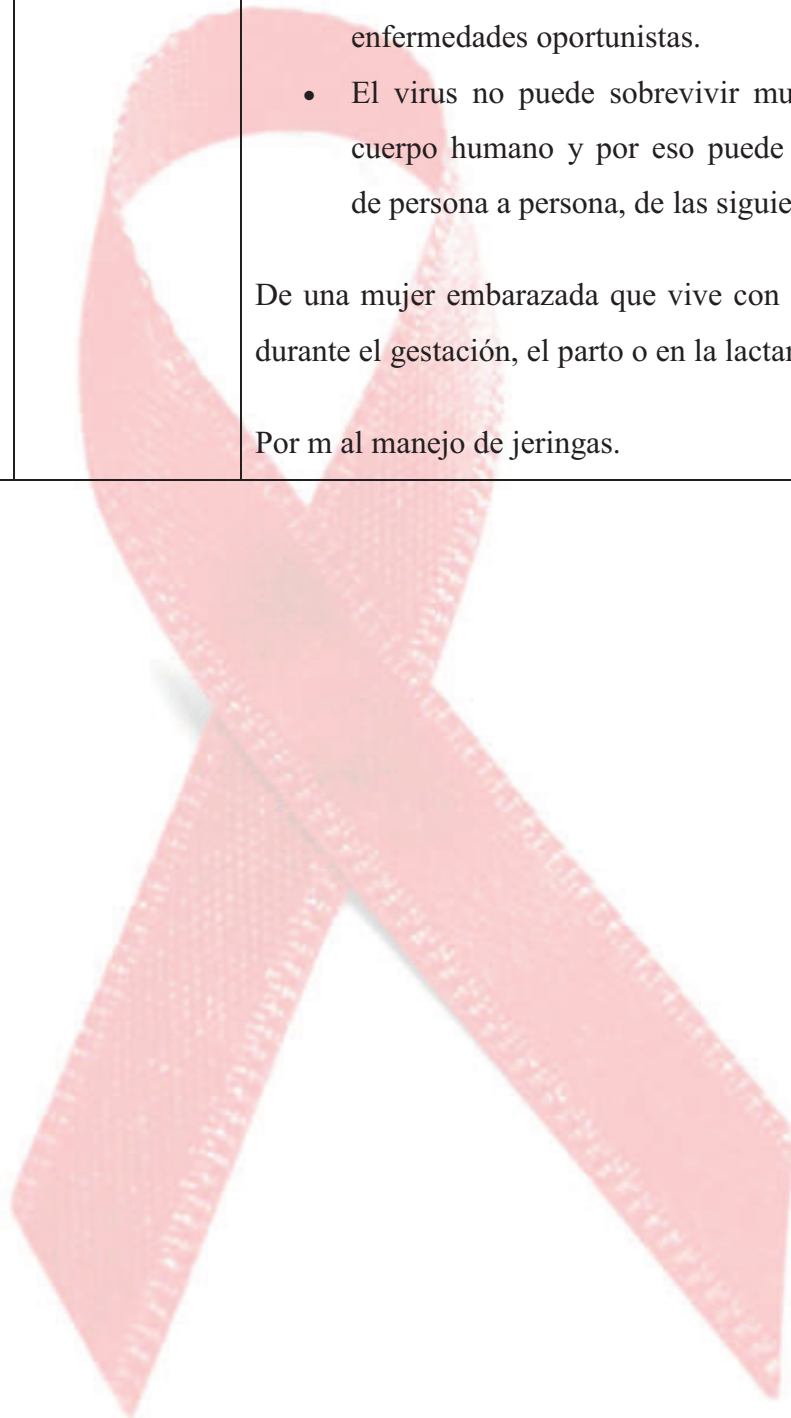 enfermedades oportunistas.
• El virus no puede sobrevivir mu
cuerpo humano y por eso puede
de persona a persona, de las siguie
De una mujer embarazada que vive con
durante el gestación, el parto o en la lactan
Por m al manejo de jeringas.